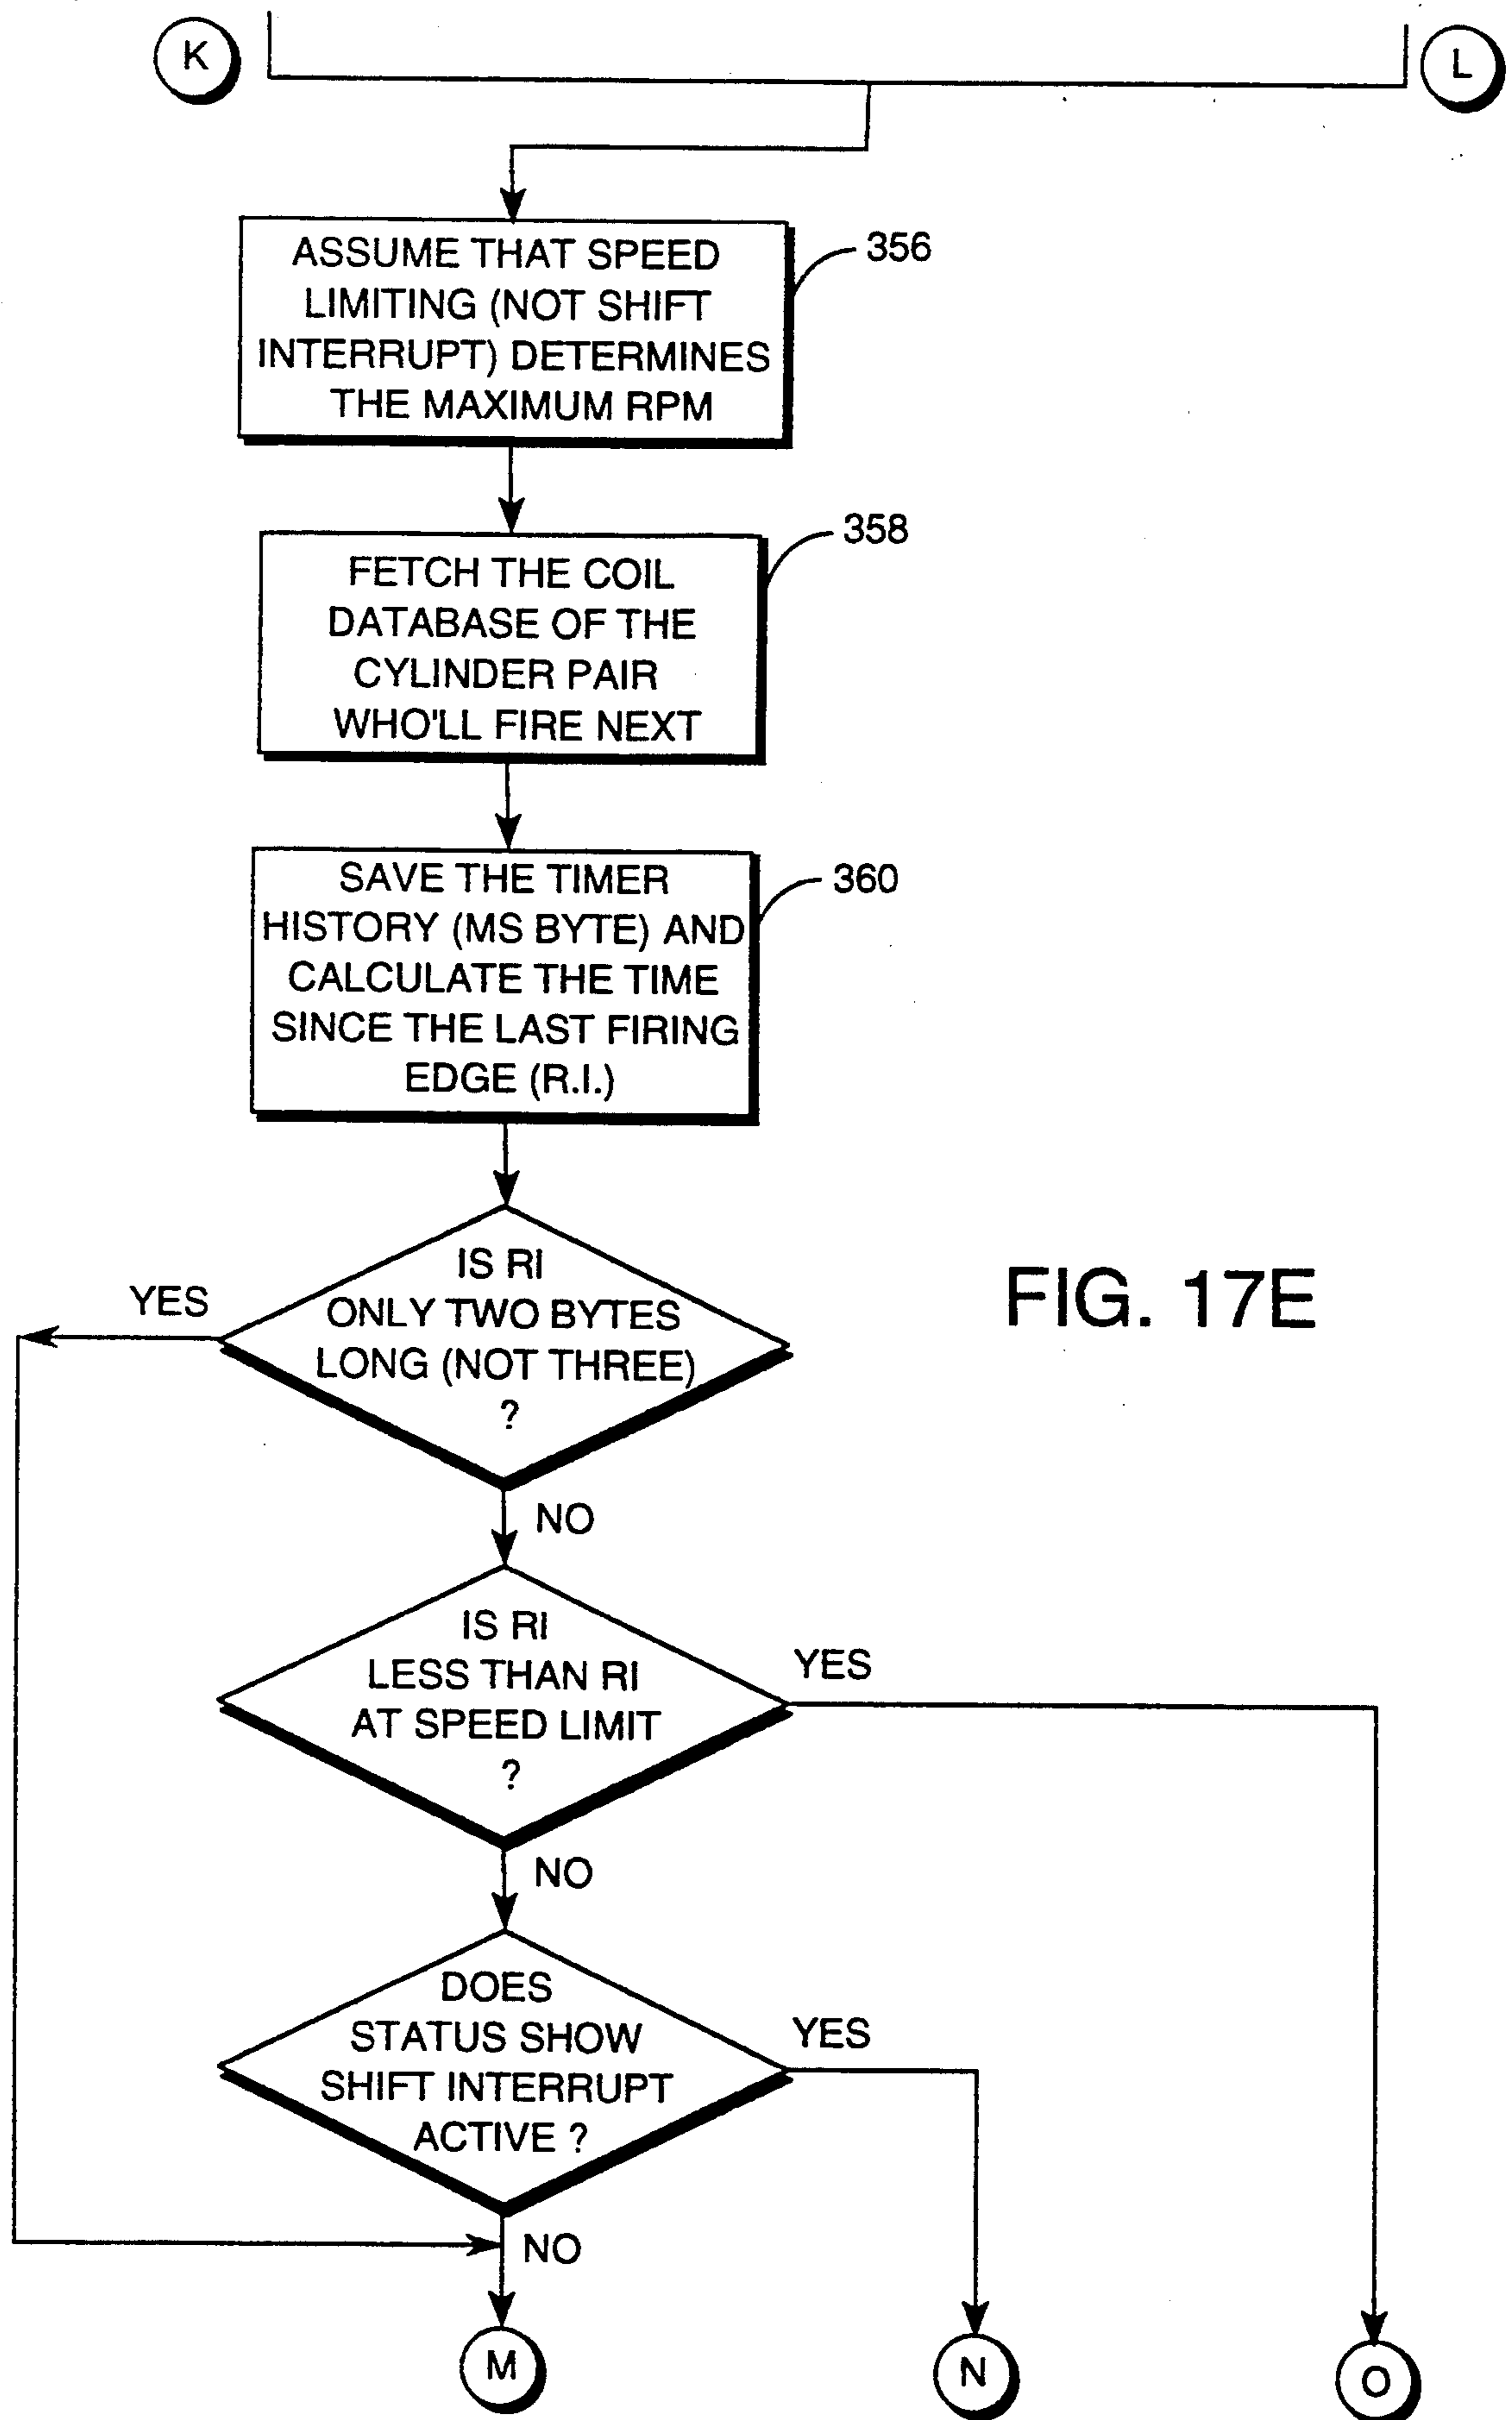 K
L
ASSUME THAT SPEED
LIMITING (NOT SHIFT
INTERRUPT) DETERMINES
THE MAXIMUM RPM
356
FETCH THE COIL
DATABASE OF THE
CYLINDER PAIR
WHO'LL FIRE NEXT
358
SAVE THE TIMER
HISTORY (MS BYTE) AND
CALCULATE THE TIME
SINCE THE LAST FIRING
EDGE (R.I.)
360
IS RI
ONLY TWO BYTES
LONG (NOT THREE)
?
YES
NO
FIG. 17E
IS RI
LESS THAN RI
AT SPEED LIMIT
?
YES
NO
DOES
STATUS SHOW
SHIFT INTERRUPT
ACTIVE ?
YES
NO
M
N
O